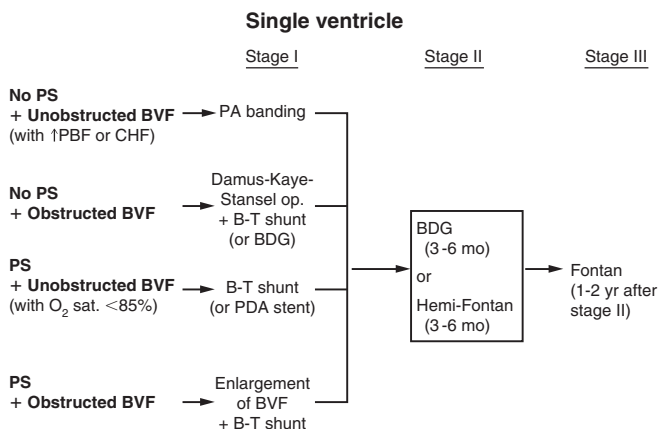 Single ventricle
Stage I
Stage II
Stage III
No PS
+ Unobstructed BVF
(with ↑PBF or CHF)
PA banding
No PS
+ Obstructed BVF
Damus-Kaye-
Stansel op.
+ B-T shunt
(or BDG)
PS
+ Unobstructed BVF
(with O₂ sat. <85%)
B-T shunt
(or PDA stent)
PS
+ Obstructed BVF
Enlargement
of BVF
+ B-T shunt
BDG
(3-6 mo)
or
Hemi-Fontan
(3-6 mo)
Fontan
(1-2 yr after
stage II)